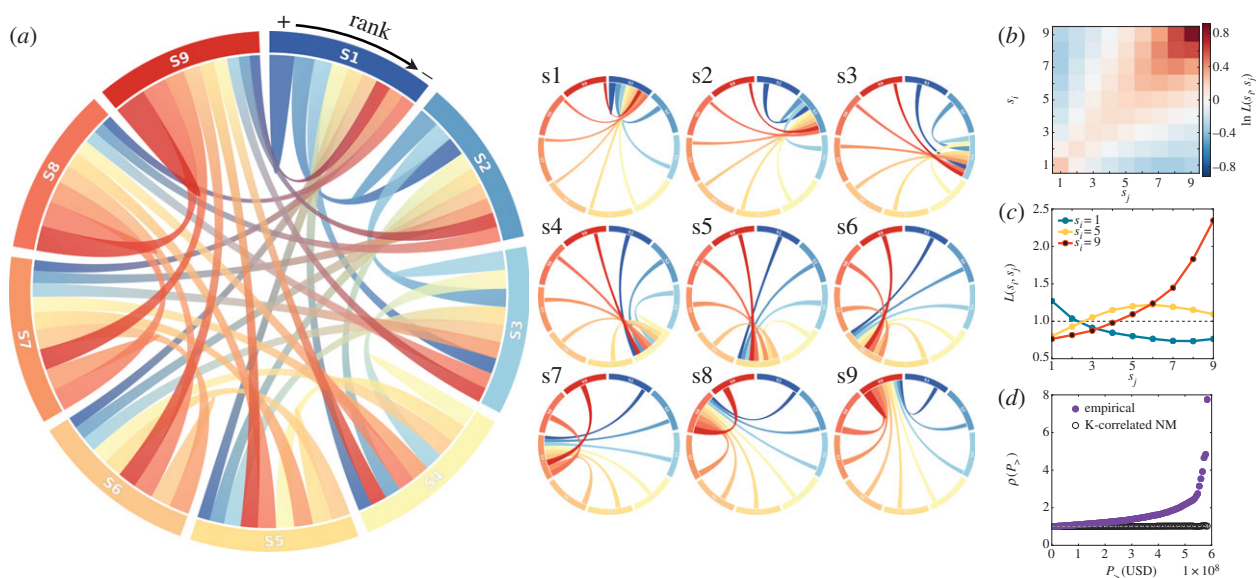 (a)
+ rank −
S1
S2
S3
S4
S5
S6
S7
S8
S9
s1 s2 s3
s4 s5 s6
s7 s8 s9
(b)
9
7
5
3
1
s_i
1 3 5 7 9
s_j
0.8
0.4
0
−0.4
−0.8
ln L(s_i, s_j)
(c)
2.5
2.0
1.5
1.0
0.5
L(s_i, s_j)
s_i = 1
s_i = 5
s_i = 9
1 3 5 7 9
s_j
(d)
8
6
4
2
0
ρ(P_>)
empirical
K-correlated NM
0 1 2 3 4 5 6
P_> (USD) 1 × 10^8